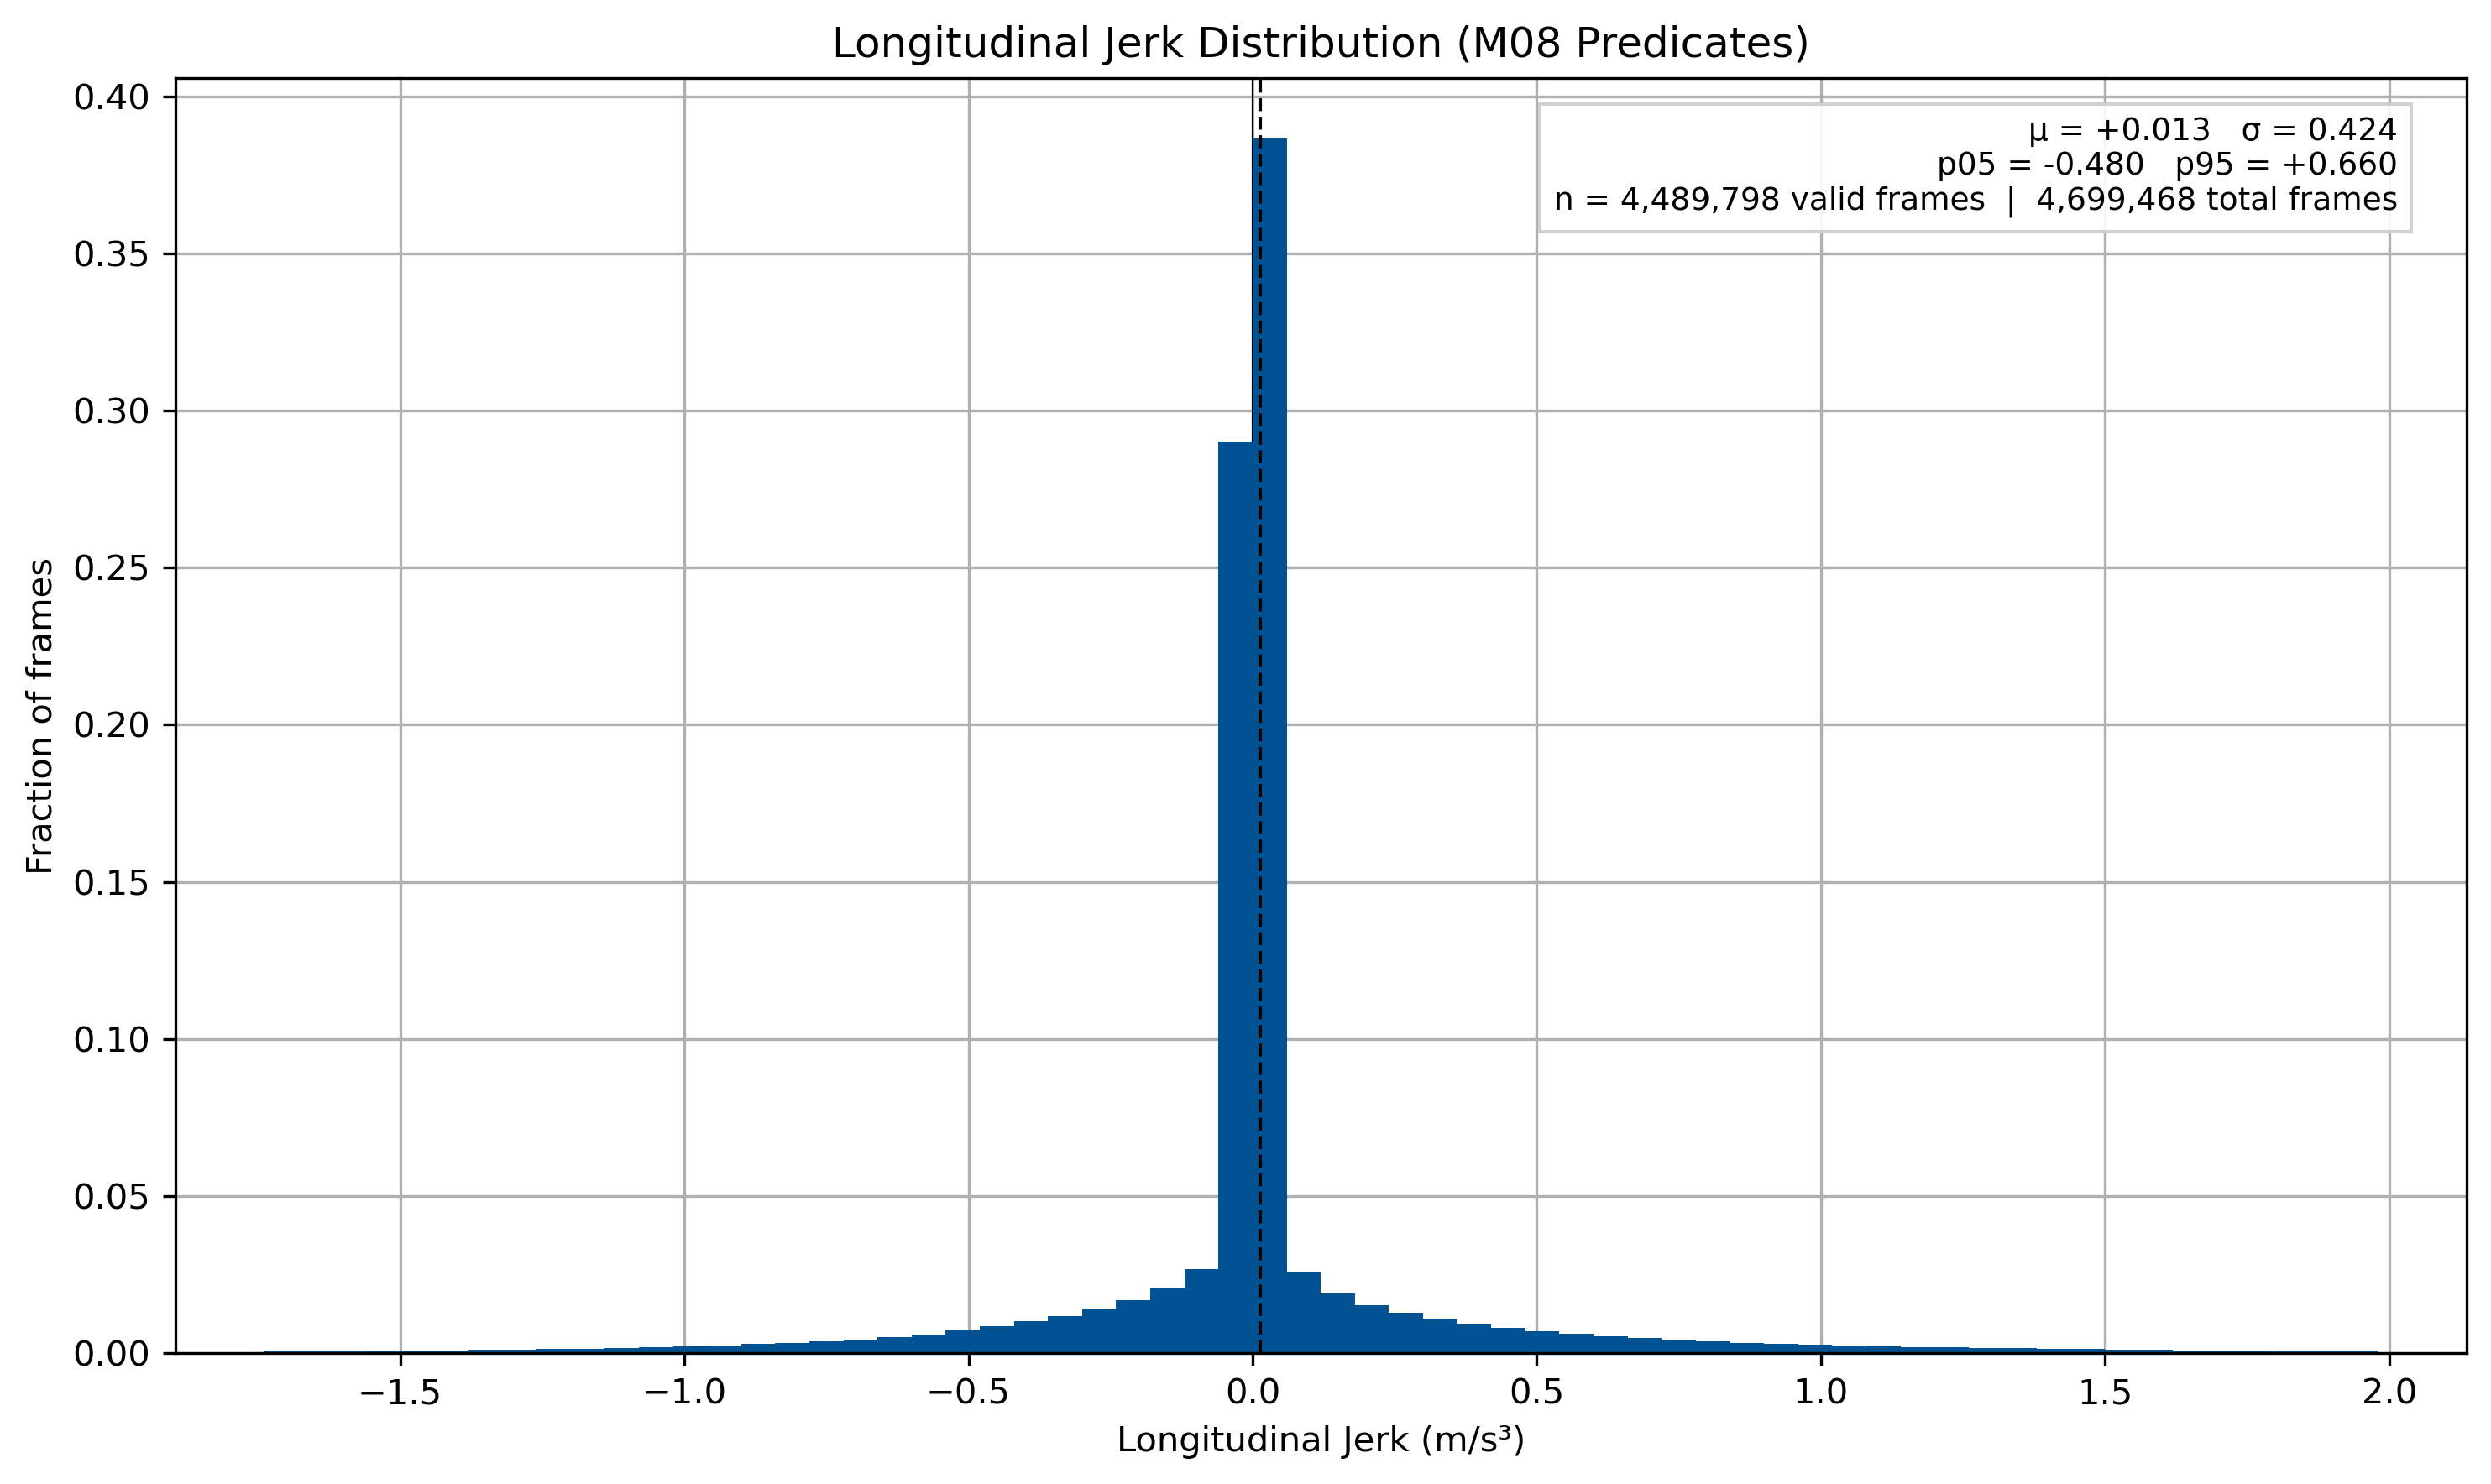 Longitudinal Jerk Distribution (M08 Predicates)
0.40
0.35
0.30
0.25
0.20
0.15
0.10
0.05
0.00
Fraction of frames
μ = +0.013   σ = 0.424
p05 = -0.480   p95 = +0.660
n = 4,489,798 valid frames  |  4,699,468 total frames
−1.5
−1.0
−0.5
0.0
0.5
1.0
1.5
2.0
Longitudinal Jerk (m/s³)